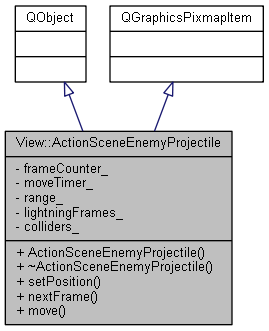 QObject
QGraphicsPixmapItem
View::ActionSceneEnemyProjectile
- frameCounter_
- moveTimer_
- range_
- lightningFrames_
- colliders_
+ ActionSceneEnemyProjectile()
+ ~ActionSceneEnemyProjectile()
+ setPosition()
+ nextFrame()
+ move()